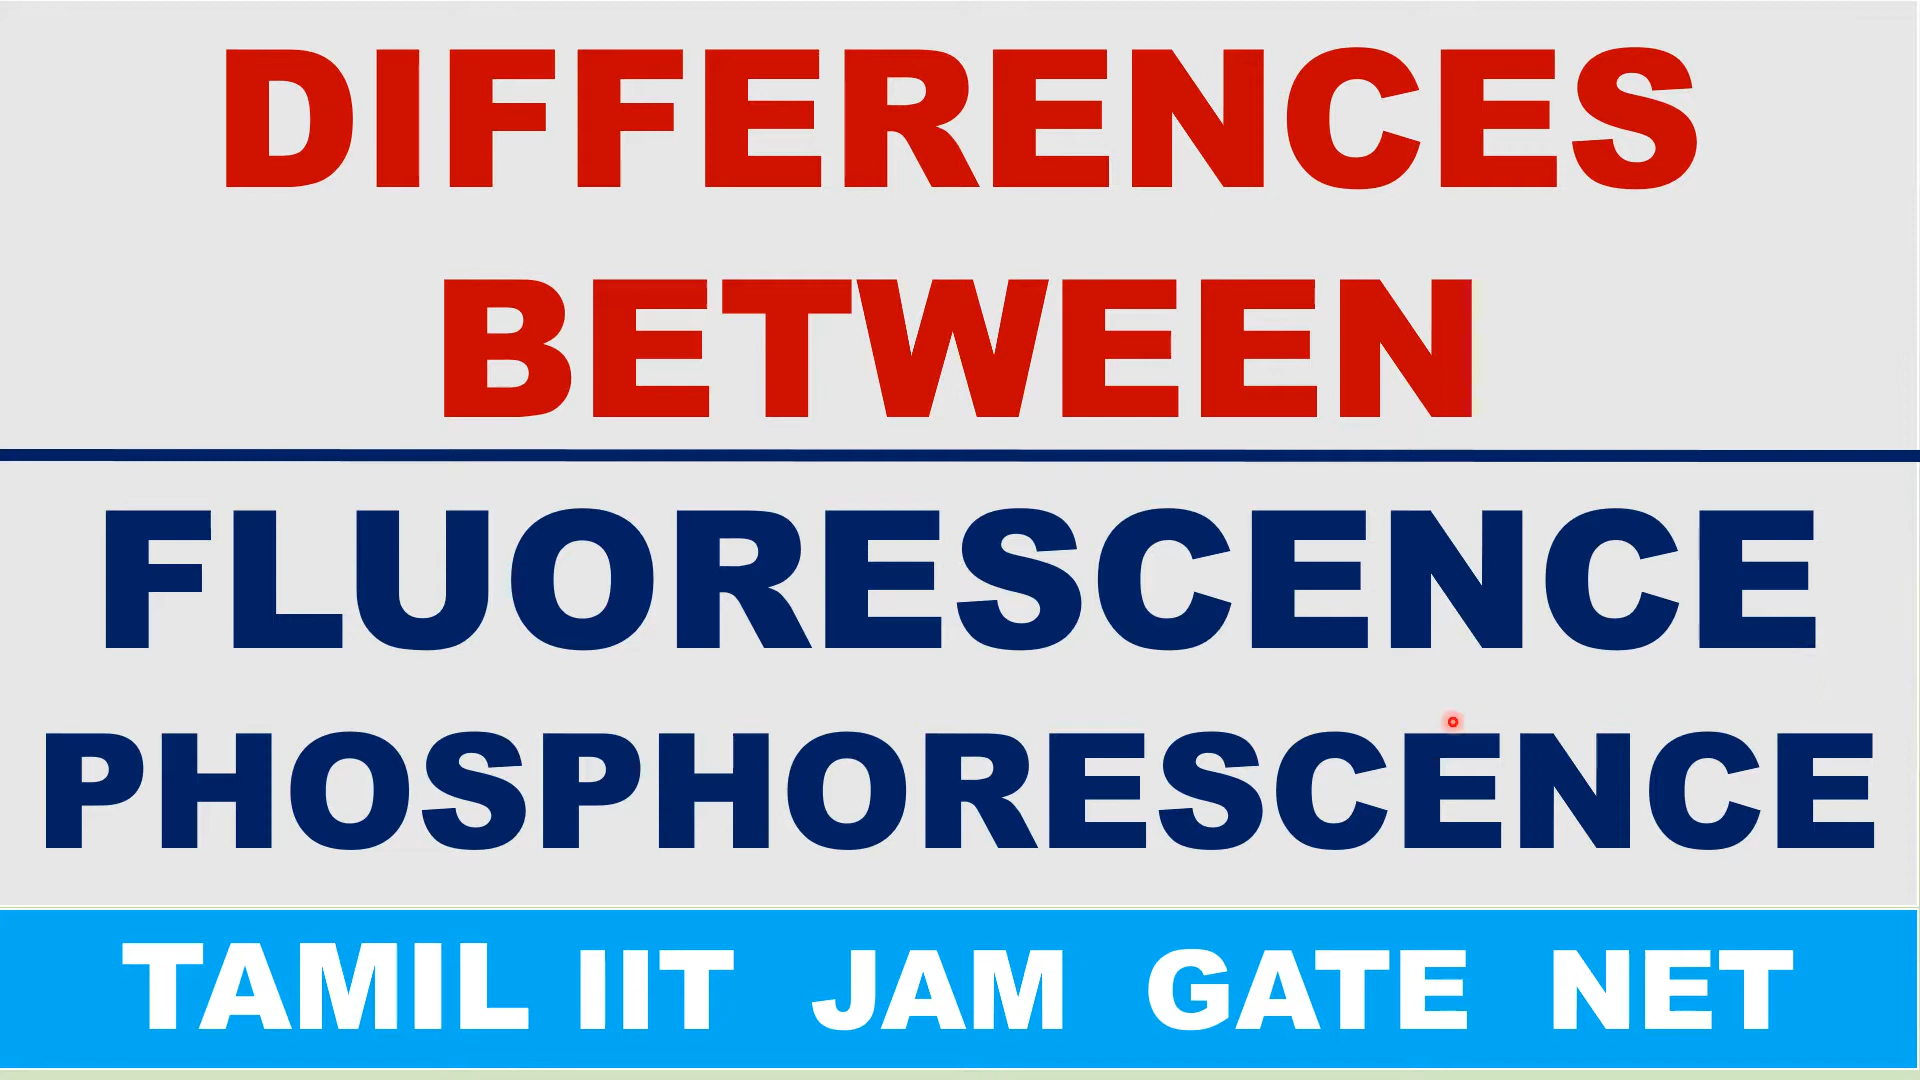 DIFFERENCES
BETWEEN
FLUORESCENCE
PHOSPHORESCENCE
TAMIL IIT JAM GATE NET